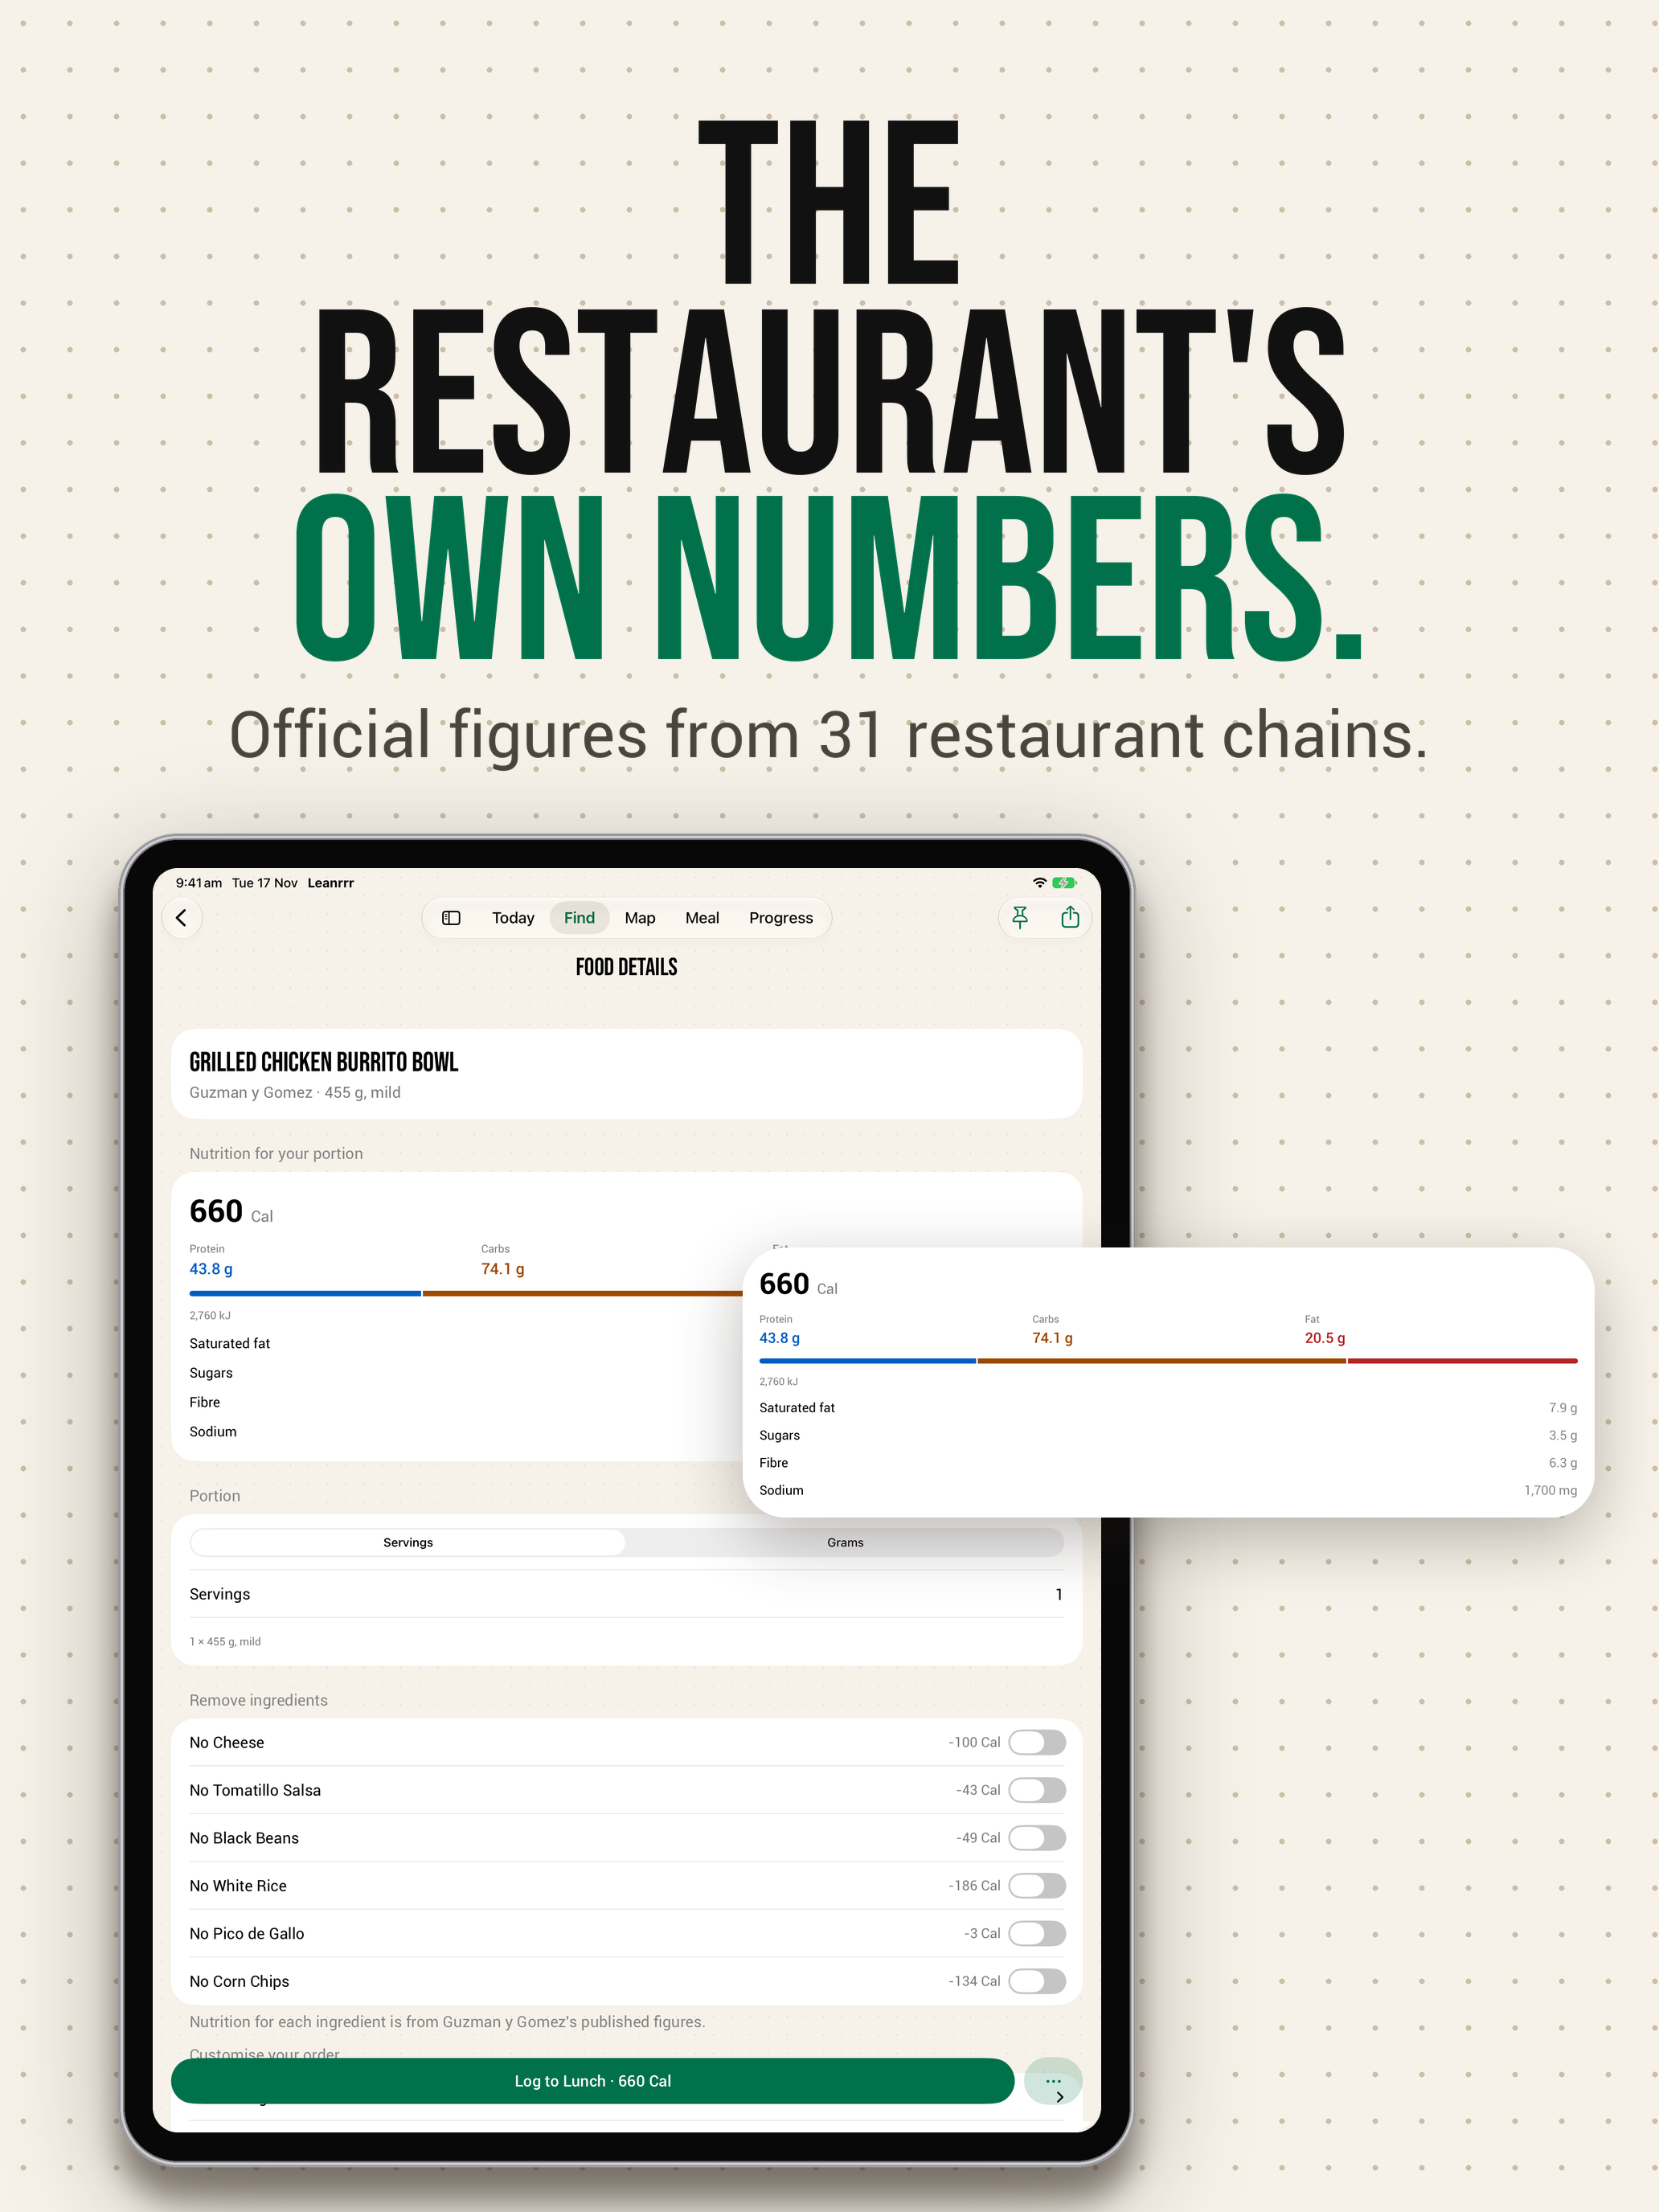 THE
RESTAURANT'S
OWN NUMBERS.
Official figures from 31 restaurant chains.
9:41 am Tue 17 Nov Leanrrr
Today Find Map Meal Progress
FOOD DETAILS
GRILLED CHICKEN BURRITO BOWL
Guzman y Gomez · 455 g, mild
Nutrition for your portion
660 Cal
Protein Carbs Fat
43.8 g 74.1 g
2,760 kJ
Saturated fat
Sugars
Fibre
Sodium
660 Cal
Protein Carbs Fat
43.8 g 74.1 g 20.5 g
2,760 kJ
Saturated fat 7.9 g
Sugars 3.5 g
Fibre 6.3 g
Sodium 1,700 mg
Portion
Servings Grams
Servings 1
1 × 455 g, mild
Remove ingredients
No Cheese -100 Cal
No Tomatillo Salsa -43 Cal
No Black Beans -49 Cal
No White Rice -186 Cal
No Pico de Gallo -3 Cal
No Corn Chips -134 Cal
Nutrition for each ingredient is from Guzman y Gomez's published figures.
Customise your order
Log to Lunch · 660 Cal